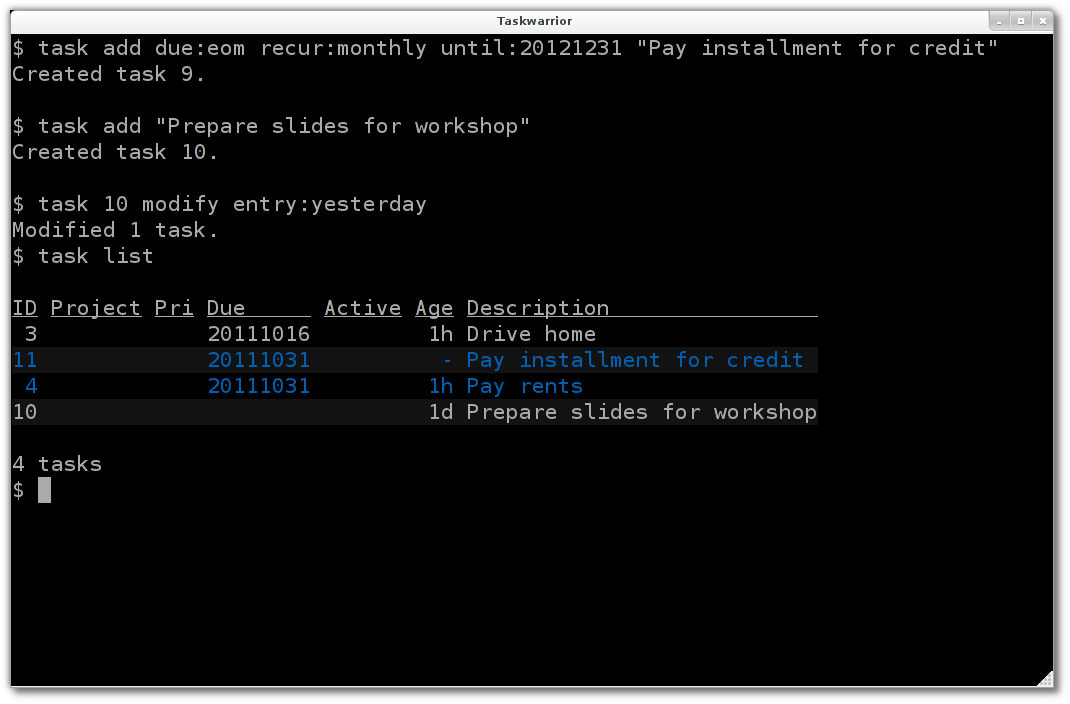 Taskwarrior
$ task add due:eom recur:monthly until:20121231 "Pay installment for credit"
Created task 9.
$ task add "Prepare slides for workshop"
Created task 10.
$ task 10 modify entry:yesterday
Modified 1 task.
$ task list
ID Project Pri Due Active Age Description
3 20111016 1h Drive home
11 20111031 - Pay installment for credit
4 20111031 1h Pay rents
10 1d Prepare slides for workshop
4 tasks
$